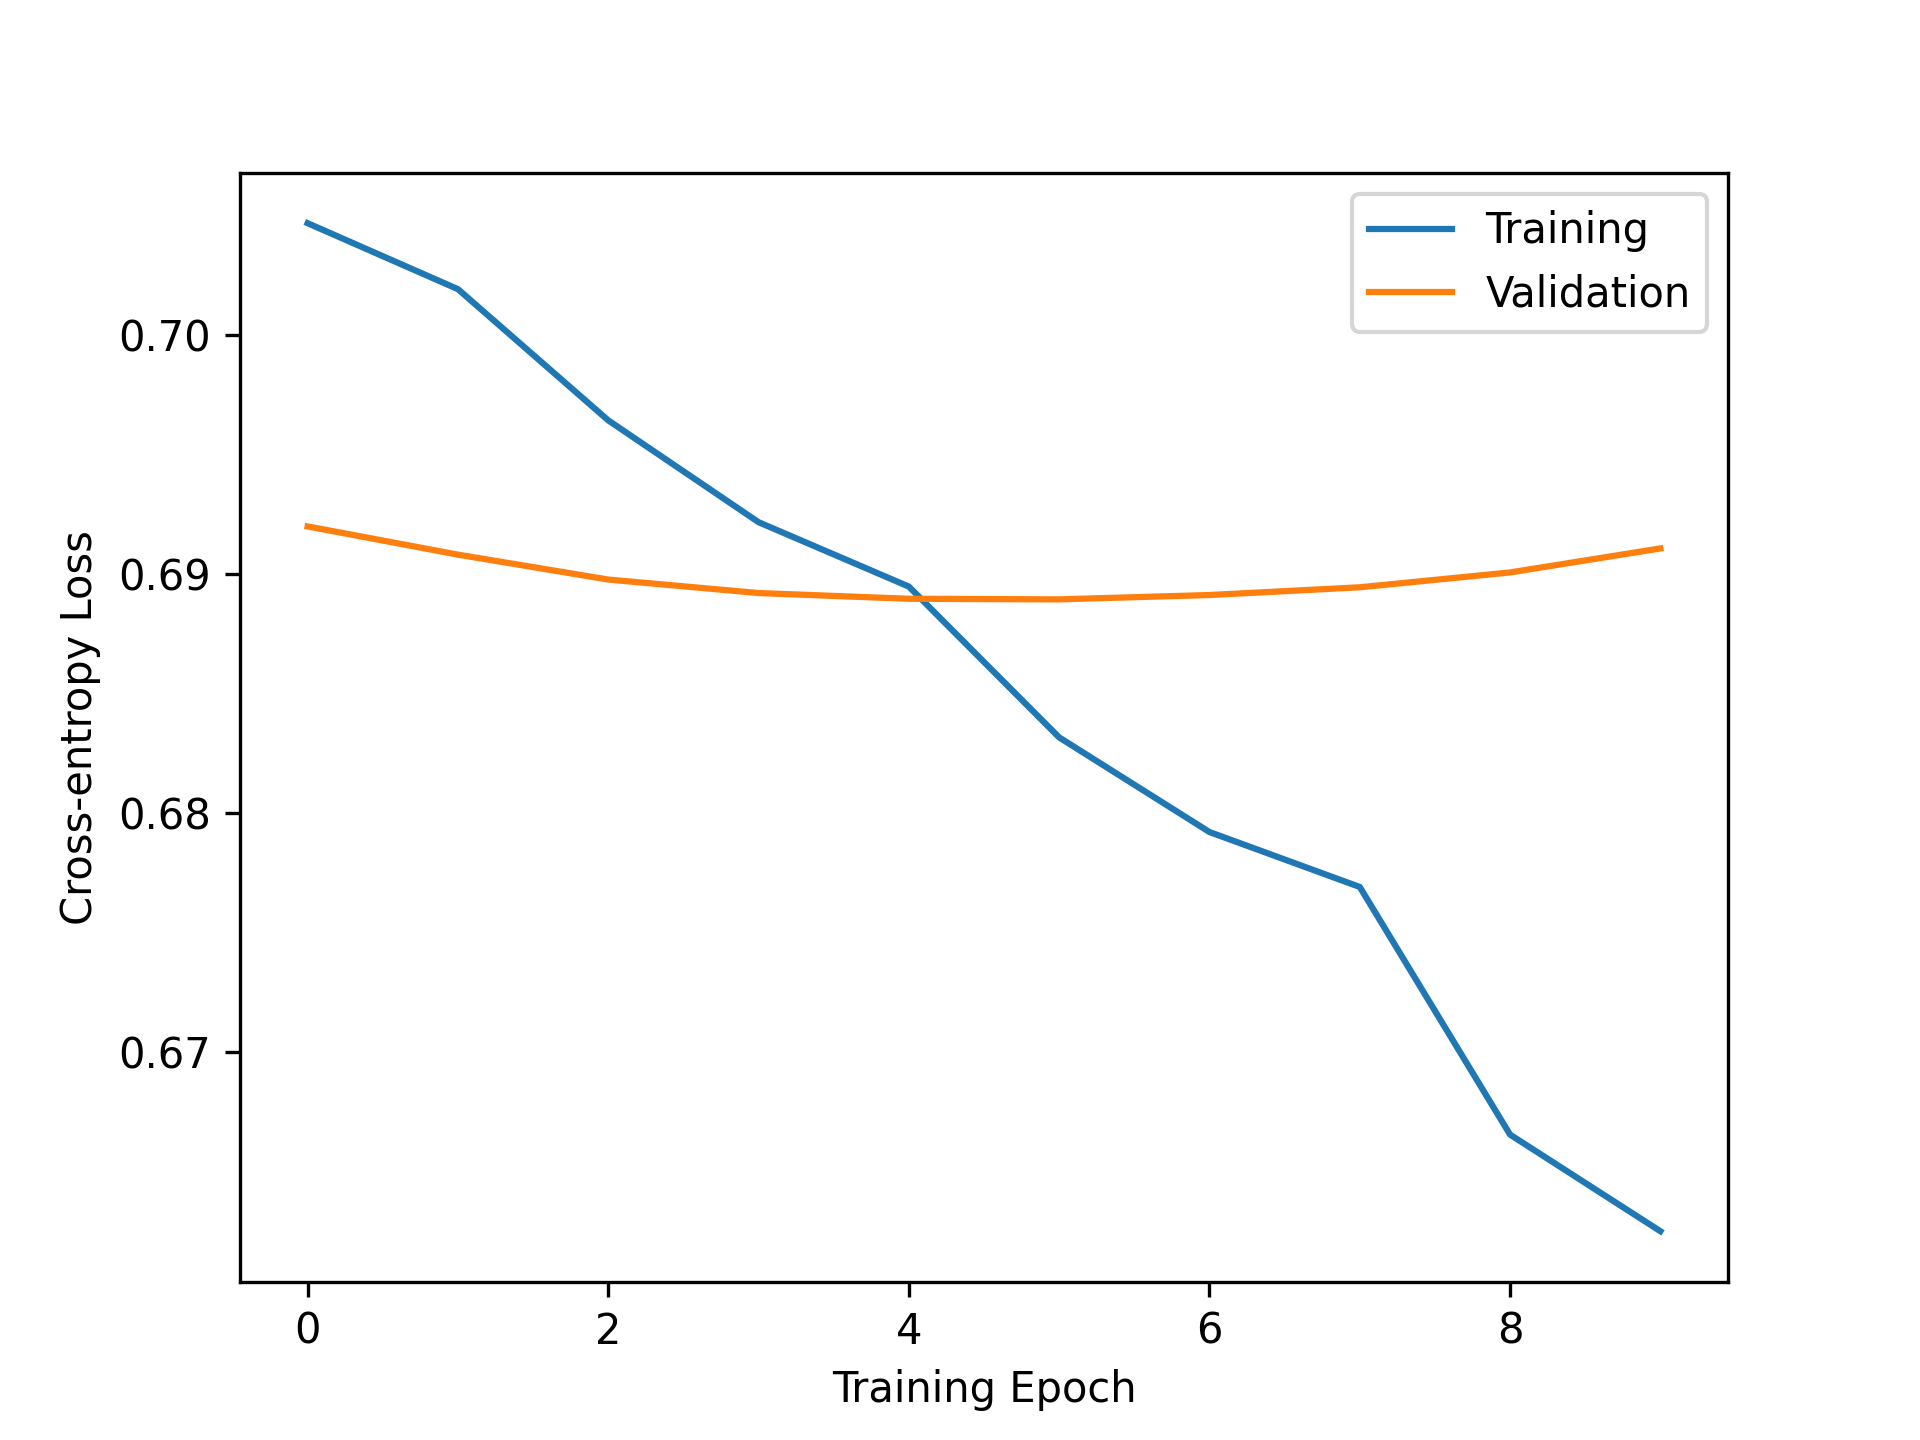 Training
Validation
0.70
0.69
0.68
0.67
Cross-entropy Loss
0 2 4 6 8
Training Epoch